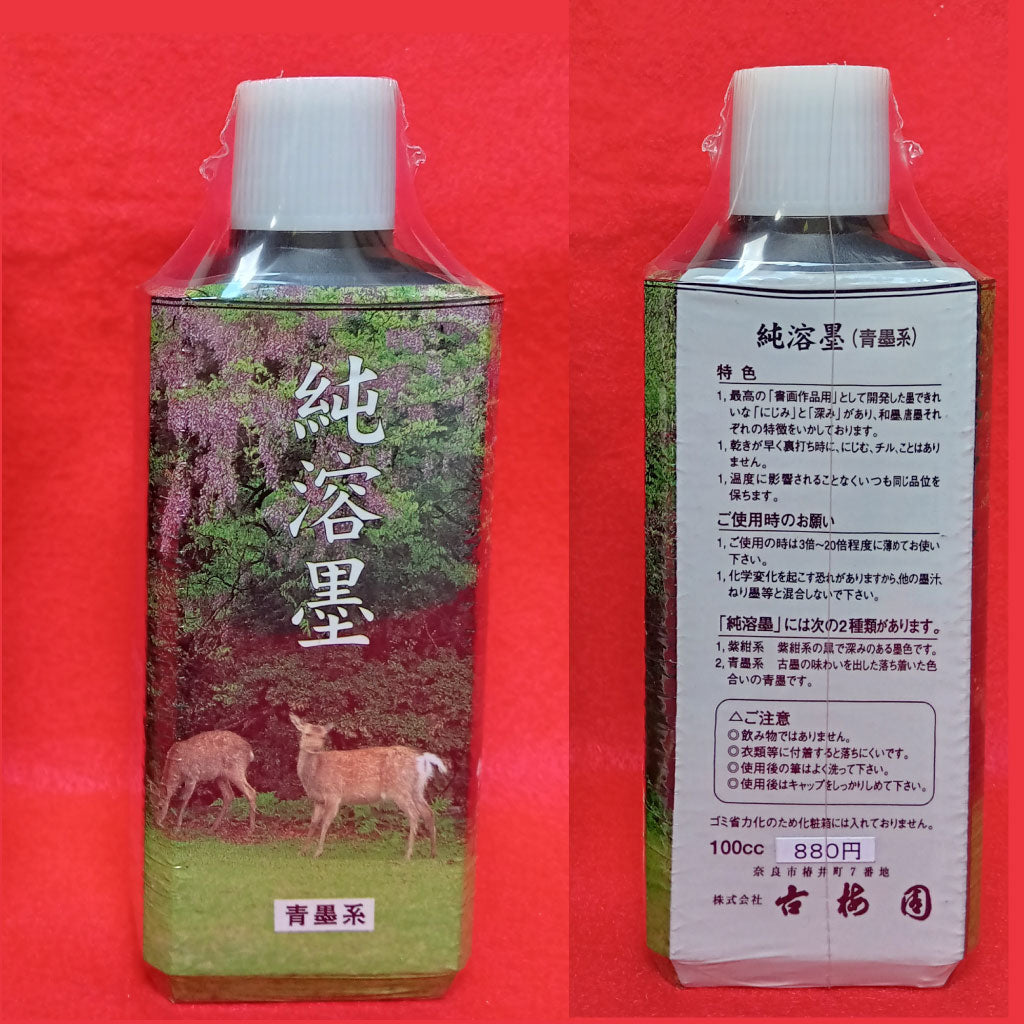 純溶墨
青墨系
純溶墨(青墨系)
特色
1, 最高の「書画作品用」として開発した墨できれ
いな「にじみ」と「深み」があり、和墨、唐墨それ
ぞれの特徴をいかしております。
1, 乾きが早く裏打ち時に、にじむ、チル、ことはあり
ません。
1, 温度に影響されることなくいつも同じ品位を
保ちます。
ご使用時のお願い
1, ご使用の時は3倍〜20倍程度に薄めてお使い
下さい。
1, 化学変化を起こす恐れがありますから、他の墨汁、
ねり墨等と混合しないで下さい。
「純溶墨」には次の2種類があります。
1, 紫紺系 紫紺系の鼠で深みのある墨色です。
2, 青墨系 古墨の味わいを出した落ち着いた色
合いの青墨です。
△ご注意
◎飲み物ではありません。
◎衣類等に付着すると落ちにくいです。
◎使用後の筆はよく洗って下さい。
◎使用後はキャップをしっかりしめて下さい。
ゴミ省力化のため化粧箱には入れておりません。
100cc 880円
奈良市椿井町7番地
株式会社 古梅園